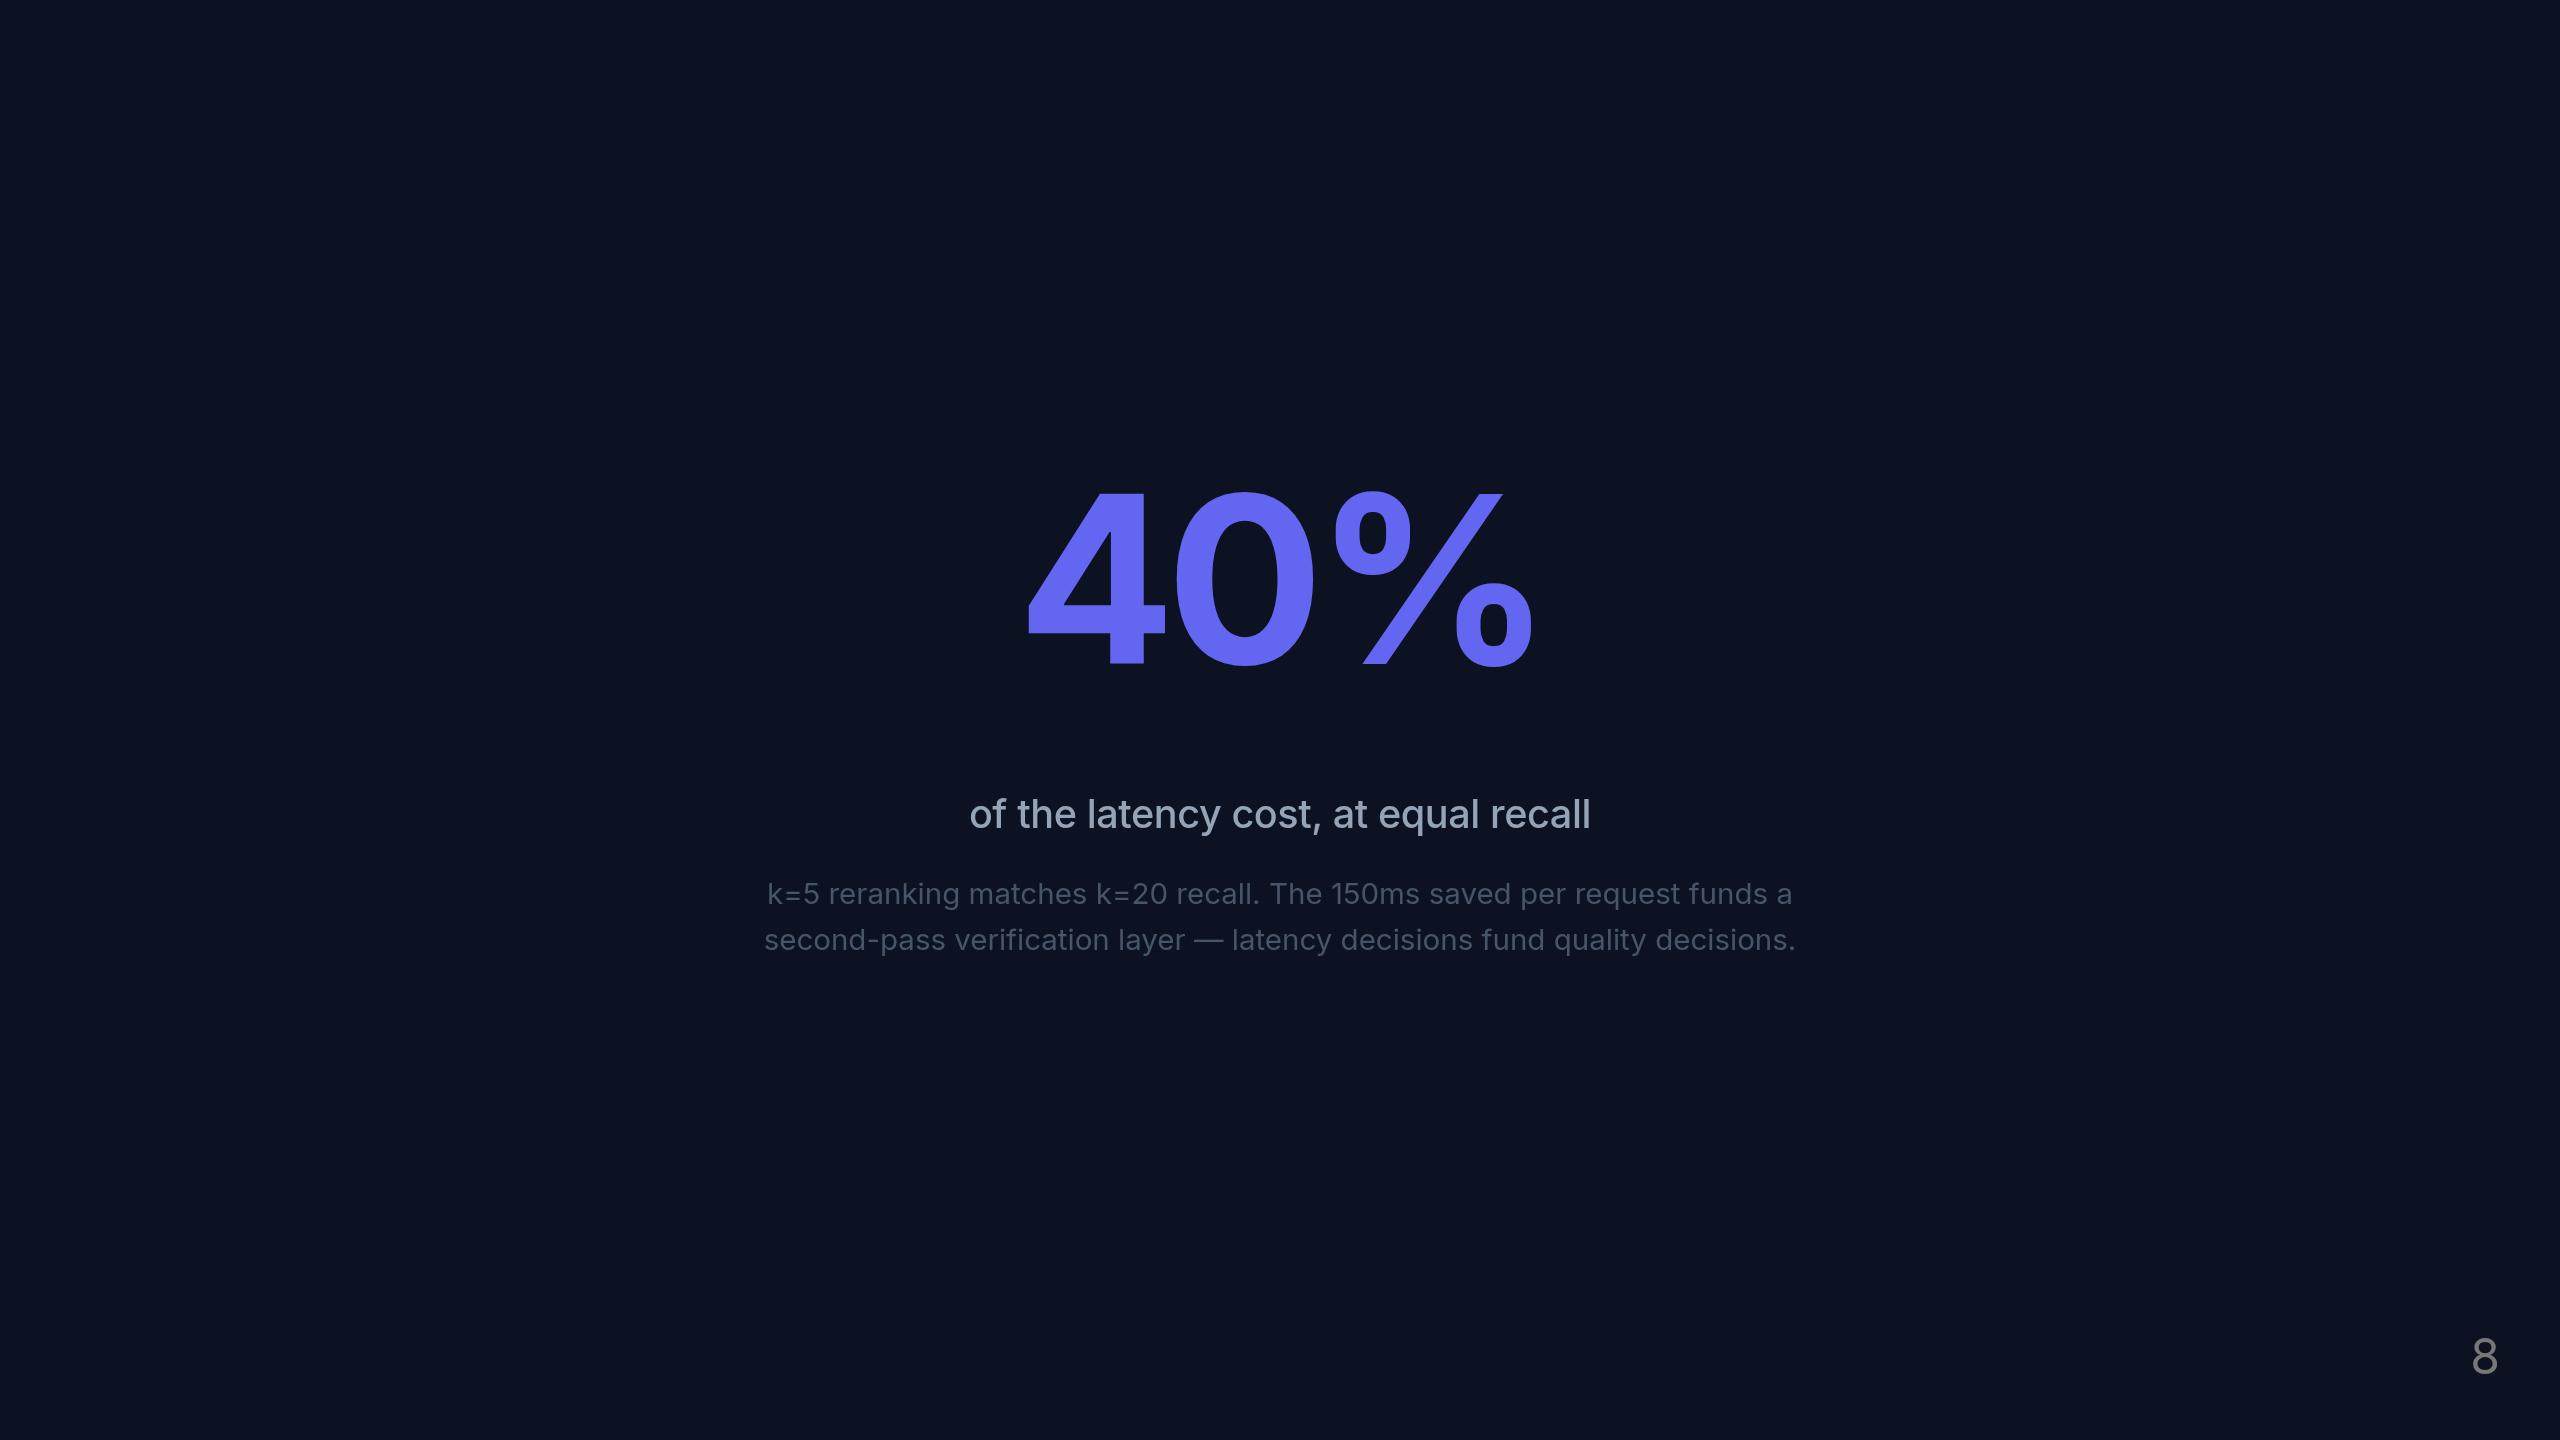 40%
of the latency cost, at equal recall
k=5 reranking matches k=20 recall. The 150ms saved per request funds a
second-pass verification layer — latency decisions fund quality decisions.
8